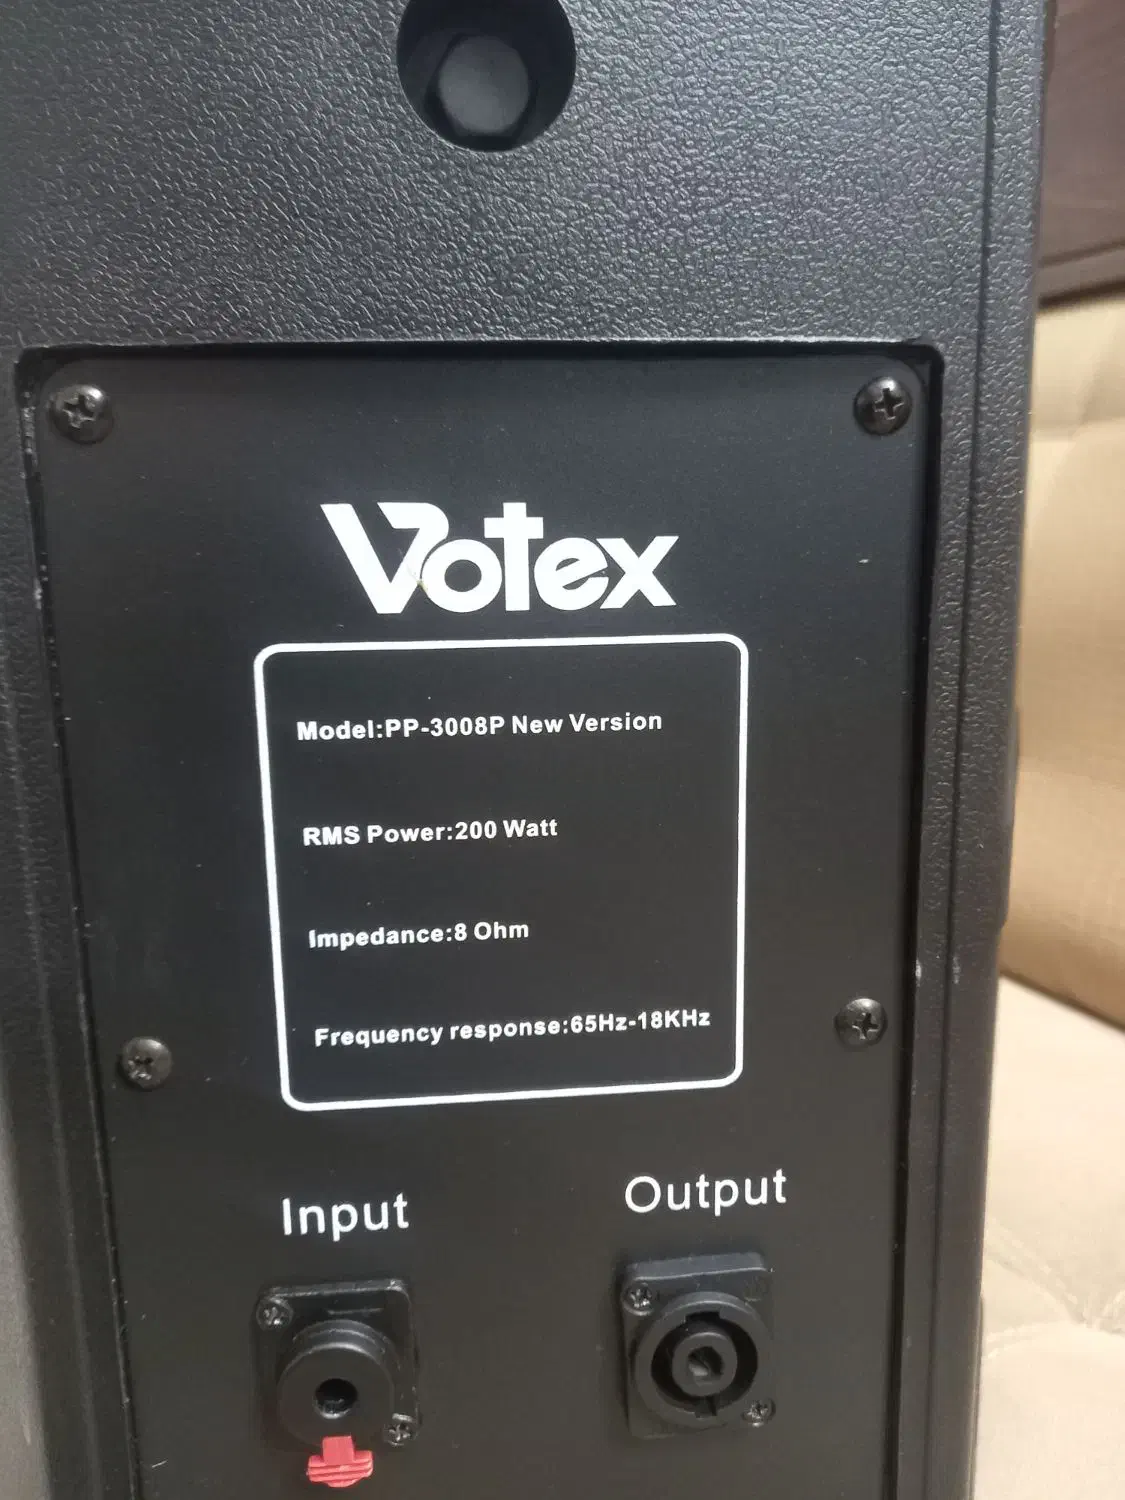 Votex
Model:PP-3008P New Version
RMS Power:200 Watt
Impedance:8 Ohm
Frequency response:65Hz-18KHz
Input
Output